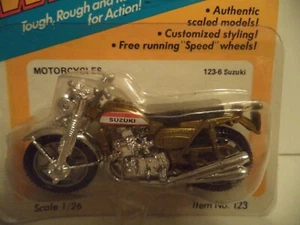 Tough, Rough and
for Action!
• Authentic
scaled models!
• Customized styling!
• Free running "Speed" wheels!
MOTORCYCLES
123-6 Suzuki
SUZUKI
Scale 1/26
Item No. 123